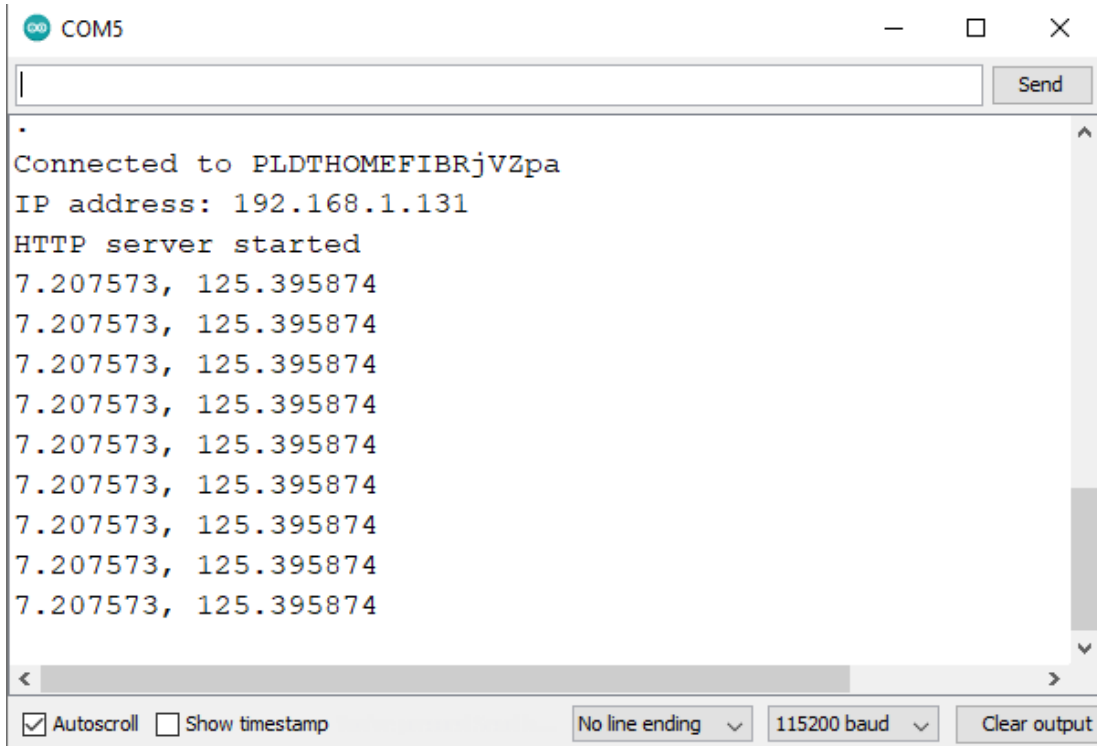 COM5
Send
.
Connected to PLDTHOMEFIBRjVZpa
IP address: 192.168.1.131
HTTP server started
7.207573, 125.395874
7.207573, 125.395874
7.207573, 125.395874
7.207573, 125.395874
7.207573, 125.395874
7.207573, 125.395874
7.207573, 125.395874
7.207573, 125.395874
7.207573, 125.395874
Autoscroll Show timestamp No line ending 115200 baud Clear output